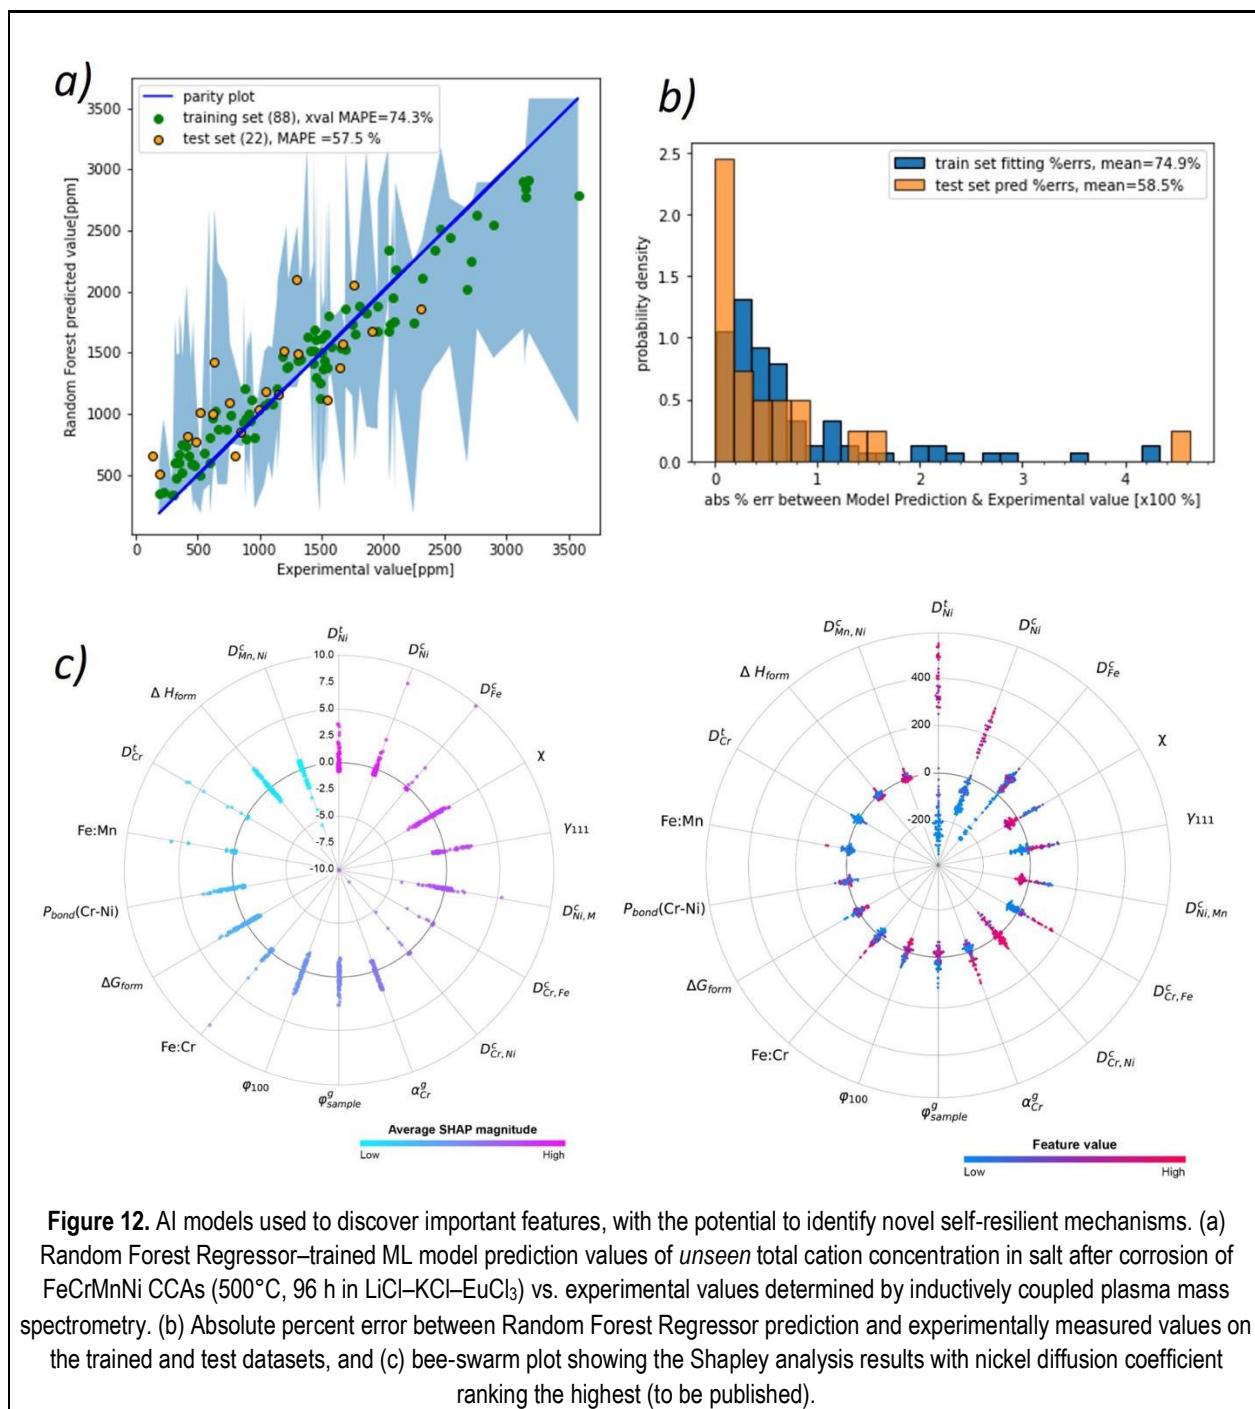 a)
parity plot
training set (88), xval MAPE=74.3%
test set (22), MAPE =57.5 %
3500
3000
2500
2000
1500
1000
500
Random Forest predicted value[ppm]
0 500 1000 1500 2000 2500 3000 3500
Experimental value[ppm]
b)
train set fitting %errs, mean=74.9%
test set pred %errs, mean=58.5%
2.5
2.0
1.5
1.0
0.5
0.0
probability density
0 1 2 3 4
abs % err between Model Prediction & Experimental value [x100 %]
c)
D^t_Ni
D^c_Ni
D^c_Fe
χ
γ_111
D^c_Ni,M
D^c_Cr,Fe
D^c_Cr,Ni
α^g_Cr
φ^g_sample
φ_100
Fe:Cr
ΔG_form
P_bond(Cr-Ni)
Fe:Mn
D^t_Cr
Δ H_form
D^c_Mn,Ni
10.0
7.5
5.0
2.5
0.0
-2.5
-5.0
-7.5
-10.0
Average SHAP magnitude
Low High
D^t_Ni
D^c_Ni
D^c_Fe
χ
γ_111
D^c_Ni,Mn
D^c_Cr,Fe
D^c_Cr,Ni
α^g_Cr
φ^g_sample
φ_100
Fe:Cr
ΔG_form
P_bond(Cr-Ni)
Fe:Mn
D^t_Cr
Δ H_form
D^c_Mn,Ni
400
200
0
-200
Feature value
Low High
Figure 12. AI models used to discover important features, with the potential to identify novel self-resilient mechanisms. (a)
Random Forest Regressor–trained ML model prediction values of unseen total cation concentration in salt after corrosion of
FeCrMnNi CCAs (500°C, 96 h in LiCl–KCl–EuCl₃) vs. experimental values determined by inductively coupled plasma mass
spectrometry. (b) Absolute percent error between Random Forest Regressor prediction and experimentally measured values on
the trained and test datasets, and (c) bee-swarm plot showing the Shapley analysis results with nickel diffusion coefficient
ranking the highest (to be published).